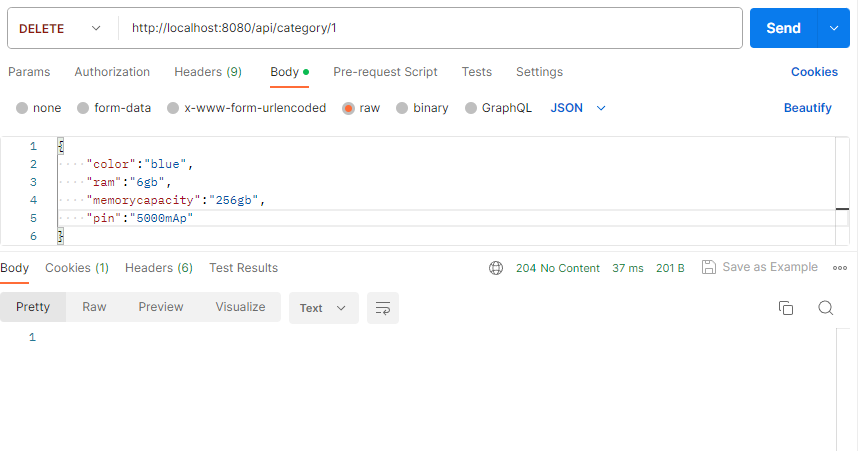 DELETE http://localhost:8080/api/category/1 Send
Params Authorization Headers (9) Body Pre-request Script Tests Settings Cookies
none form-data x-www-form-urlencoded raw binary GraphQL JSON Beautify
1 {
2 ····"color":"blue",
3 ····"ram":"6gb",
4 ····"memorycapacity":"256gb",
5 ····"pin":"5000mAp"
6 }
Body Cookies (1) Headers (6) Test Results 204 No Content 37 ms 201 B Save as Example
Pretty Raw Preview Visualize Text
1